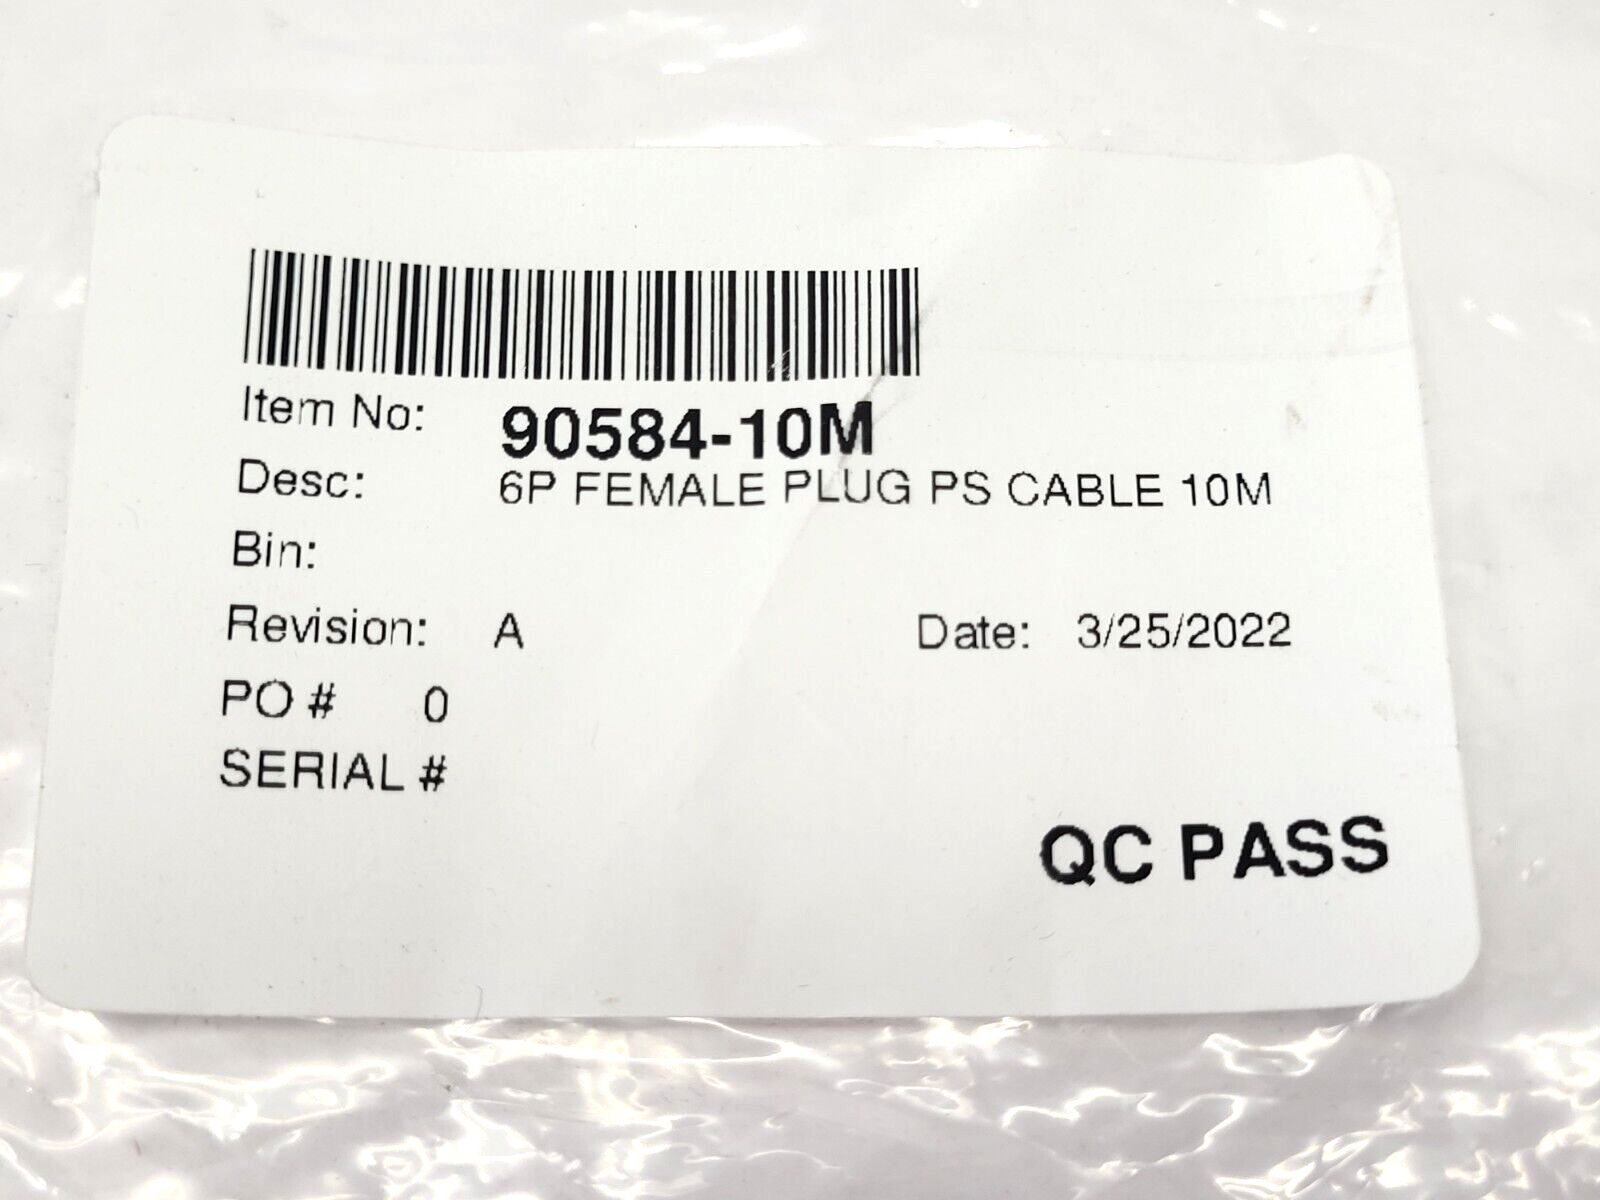 Item No: 90584-10M
Desc: 6P FEMALE PLUG PS CABLE 10M
Bin:
Revision: A Date: 3/25/2022
PO # 0
SERIAL #
QC PASS